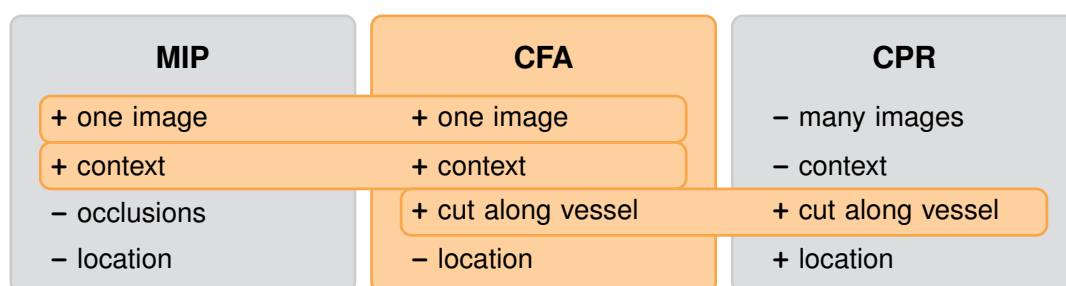 MIP CFA CPR
+ one image + one image – many images
+ context + context – context
– occlusions + cut along vessel + cut along vessel
– location – location + location